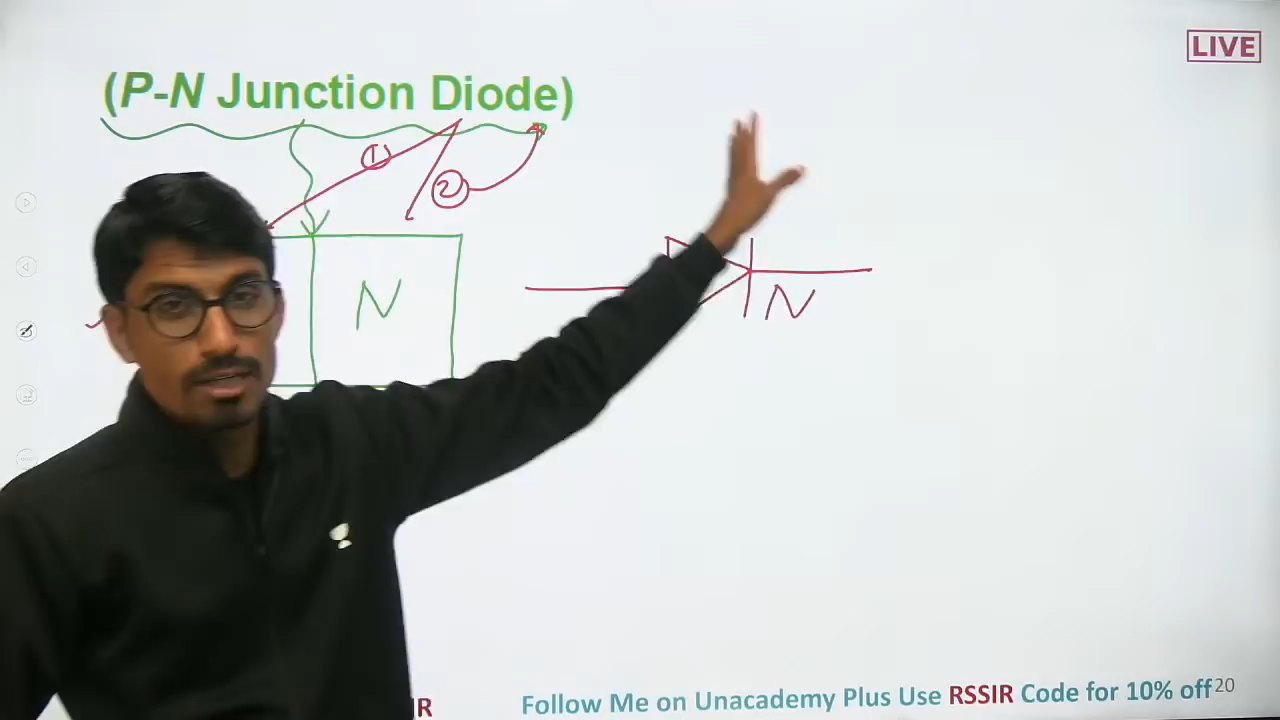 LIVE
(P-N Junction Diode)
1
2
N
N
Follow Me on Unacademy Plus Use RSSIR Code for 10% off
20